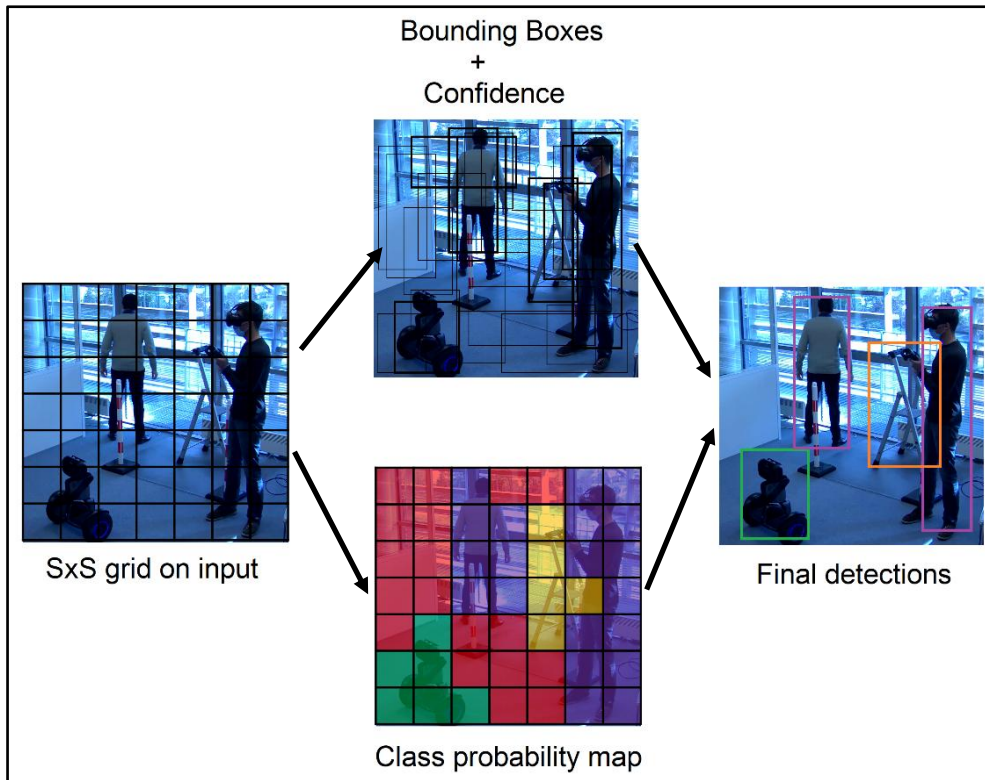 Bounding Boxes
+
Confidence
SxS grid on input
Final detections
Class probability map